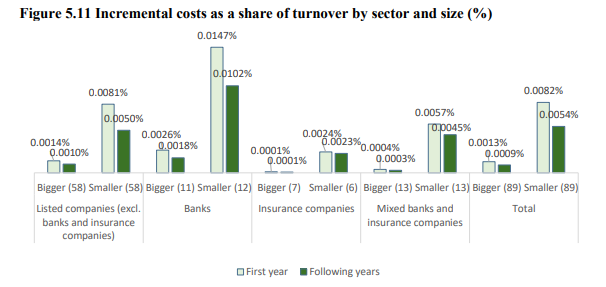 Figure 5.11 Incremental costs as a share of turnover by sector and size (%)
0.0014%
0.0010%
0.0081%
0.0050%
0.0026%
0.0018%
0.0147%
0.0102%
0.0001%
0.0001%
0.0024%
0.0023%
0.0004%
0.0003%
0.0057%
0.0045%
0.0013%
0.0009%
0.0082%
0.0054%
Bigger (58) Smaller (58) Bigger (11) Smaller (12) Bigger (7) Smaller (6) Bigger (13) Smaller (13) Bigger (89) Smaller (89)
Listed companies (excl.
banks and insurance
companies)
Banks
Insurance companies
Mixed banks and
insurance companies
Total
First year Following years